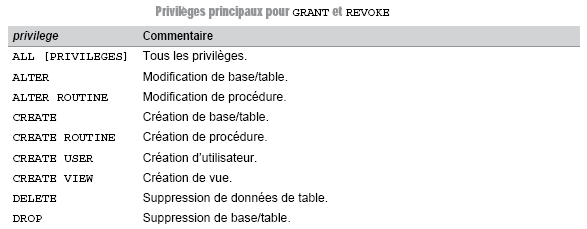 Privilèges principaux pour GRANT et REVOKE
privilege Commentaire
ALL [PRIVILEGES] Tous les privilèges.
ALTER Modification de base/table.
ALTER ROUTINE Modification de procédure.
CREATE Création de base/table.
CREATE ROUTINE Création de procédure.
CREATE USER Création d'utilisateur.
CREATE VIEW Création de vue.
DELETE Suppression de données de table.
DROP Suppression de base/table.